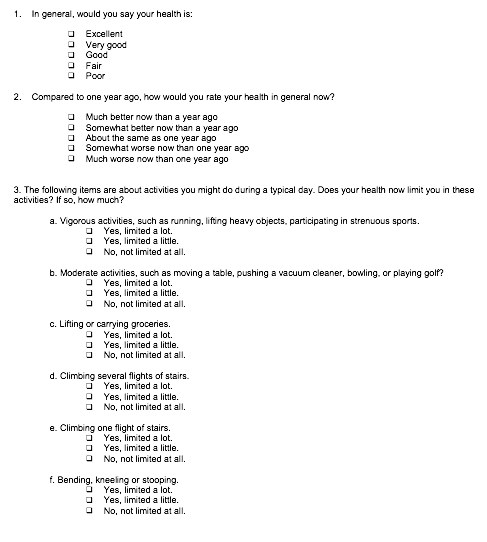 1. In general, would you say your health is:
❑ Excellent
❑ Very good
❑ Good
❑ Fair
❑ Poor
2. Compared to one year ago, how would you rate your health in general now?
❑ Much better now than a year ago
❑ Somewhat better now than a year ago
❑ About the same as one year ago
❑ Somewhat worse now than one year ago
❑ Much worse now than one year ago
3. The following items are about activities you might do during a typical day. Does your health now limit you in these
activities? If so, how much?
a. Vigorous activities, such as running, lifting heavy objects, participating in strenuous sports.
❑ Yes, limited a lot.
❑ Yes, limited a little.
❑ No, not limited at all.
b. Moderate activities, such as moving a table, pushing a vacuum cleaner, bowling, or playing golf?
❑ Yes, limited a lot.
❑ Yes, limited a little.
❑ No, not limited at all.
c. Lifting or carrying groceries.
❑ Yes, limited a lot.
❑ Yes, limited a little.
❑ No, not limited at all.
d. Climbing several flights of stairs.
❑ Yes, limited a lot.
❑ Yes, limited a little.
❑ No, not limited at all.
e. Climbing one flight of stairs.
❑ Yes, limited a lot.
❑ Yes, limited a little.
❑ No, not limited at all.
f. Bending, kneeling or stooping.
❑ Yes, limited a lot.
❑ Yes, limited a little.
❑ No, not limited at all.